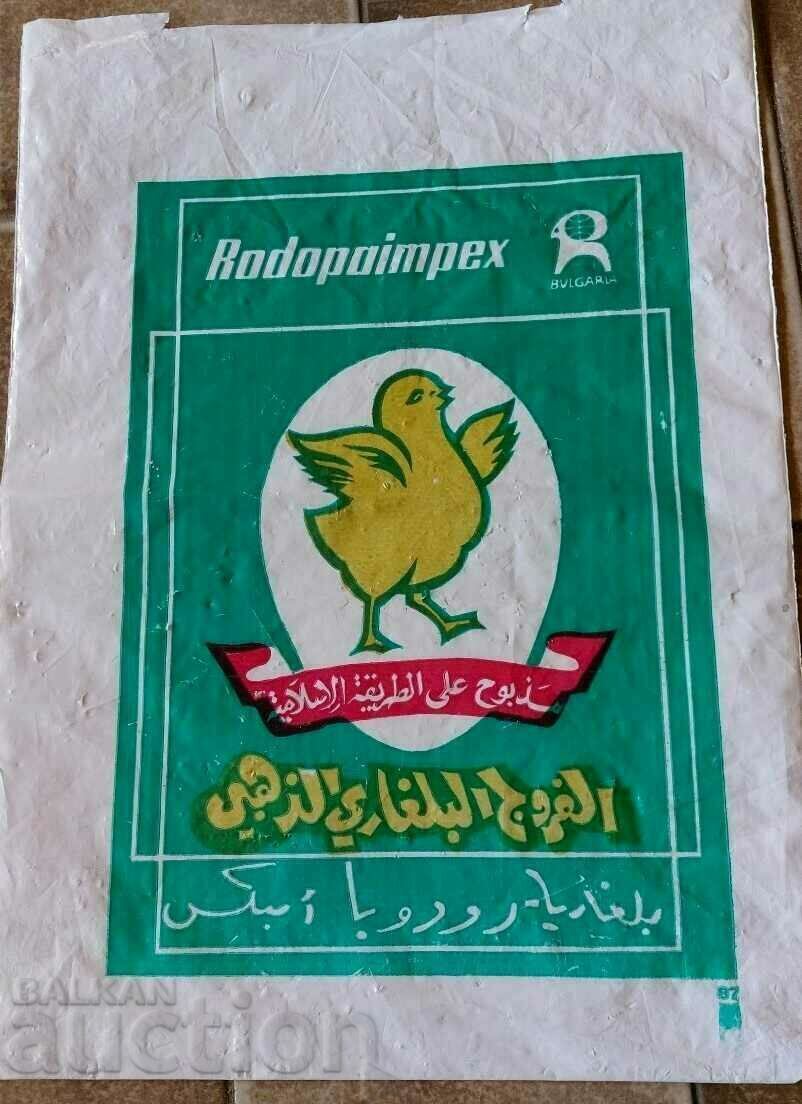 Rodopaimpex
BULGARIA
مذبوح على الطريقة الإسلامية
الفروج البلغاري الذهبي
بلغاريا - رودوبا أمبكس
87
BALKAN
auction